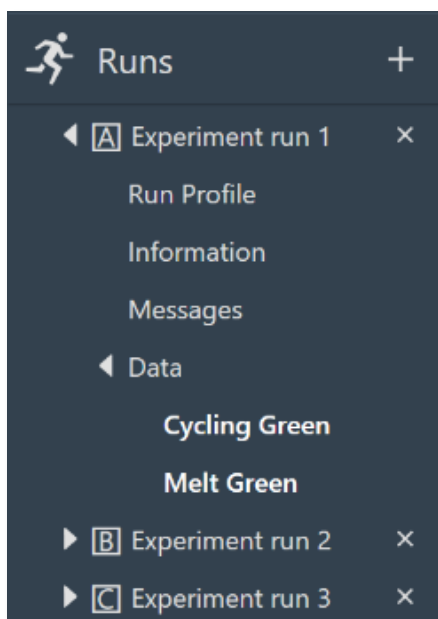 Runs
A Experiment run 1
Run Profile
Information
Messages
Data
Cycling Green
Melt Green
B Experiment run 2
C Experiment run 3